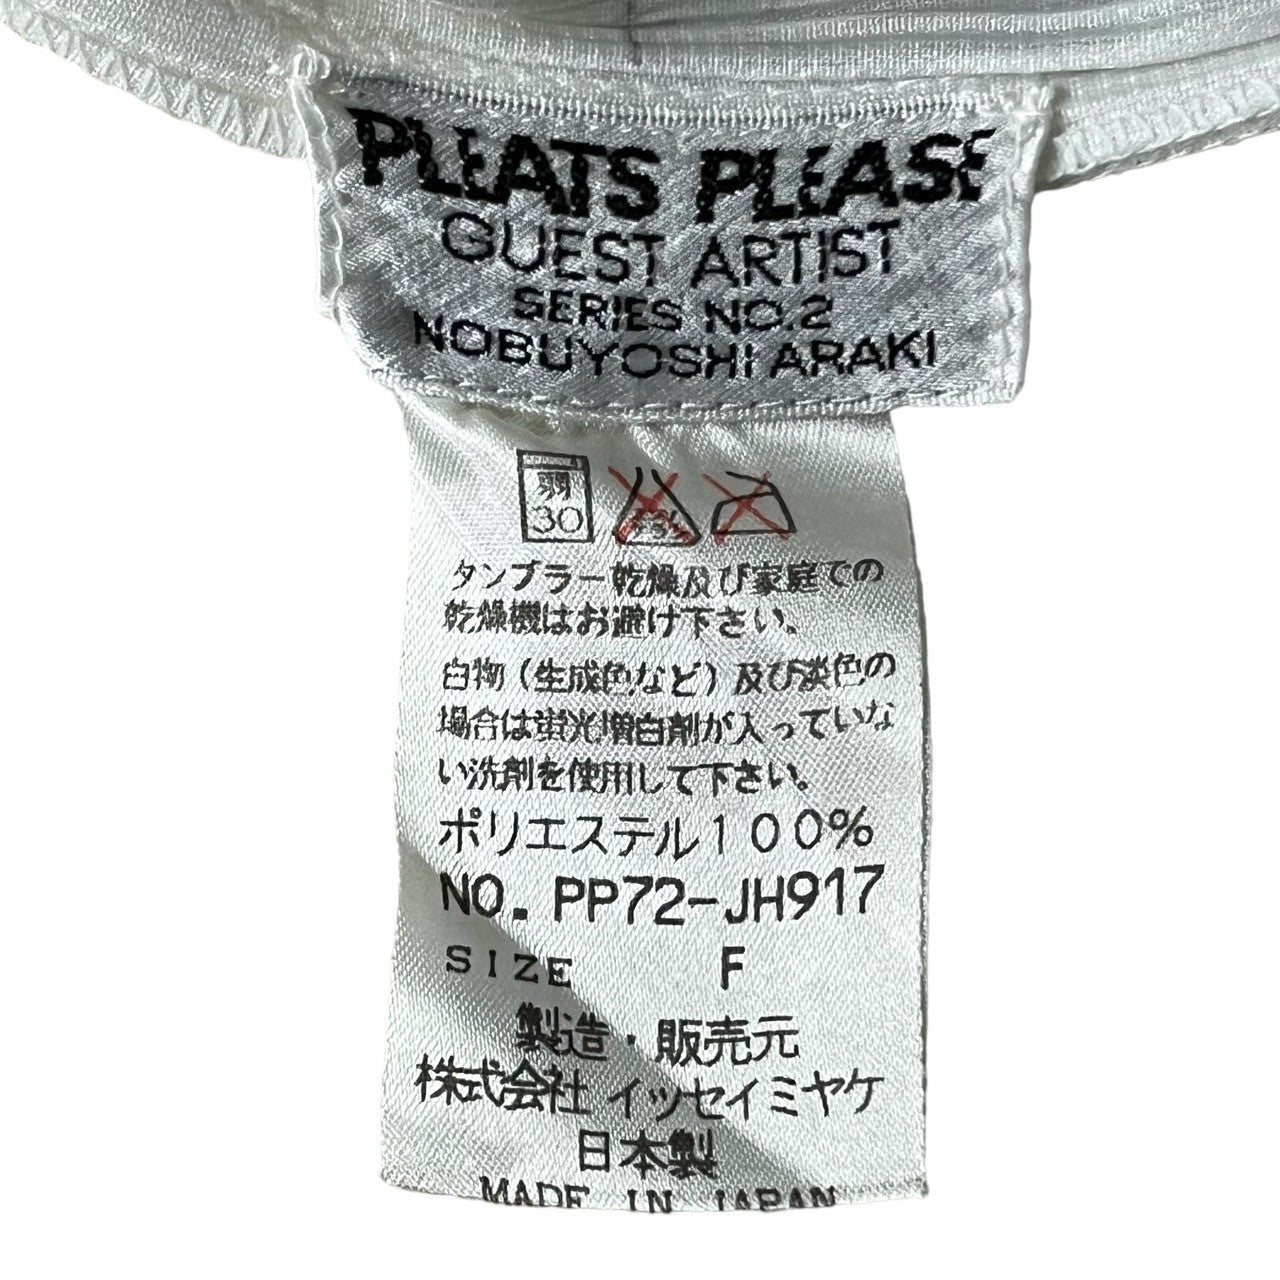 PLEATS PLEASE
GUEST ARTIST
SERIES NO.2
NOBUYOSHI ARAKI
弱
30
タンブラー乾燥及び家庭での
乾燥機はお避け下さい。
白物（生成色など）及び淡色の
場合は蛍光増白剤が入っていな
い洗剤を使用して下さい。
ポリエステル100%
NO. PP72-JH917
SIZE F
製造・販売元
株式会社 イッセイミヤケ
日本製
MADE IN JAPAN